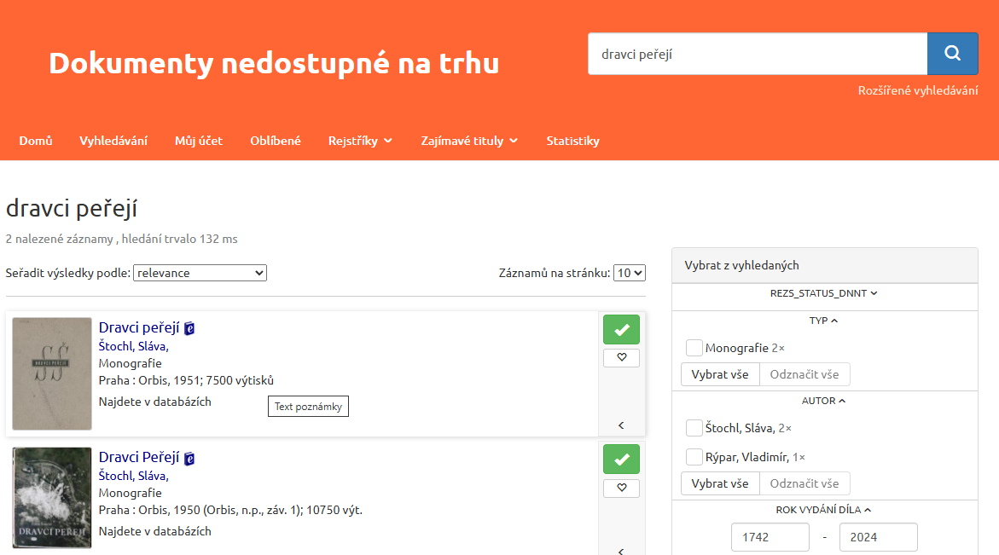 Dokumenty nedostupné na trhu
dravci peřejí
Rozšířené vyhledávání
Domů Vyhledávání Můj účet Oblíbené Rejstříky Zajímavé tituly Statistiky
dravci peřejí
2 nalezené záznamy , hledání trvalo 132 ms
Seřadit výsledky podle: relevance Záznamů na stránku: 10
DRAVCI PEŘEJÍ
Dravci peřejí
Štochl, Sláva,
Monografie
Praha : Orbis, 1951; 7500 výtisků
Najdete v databázích
Text poznámky
DRAVCI PEŘEJÍ
Dravci Peřejí
Štochl, Sláva,
Monografie
Praha : Orbis, 1950 (Orbis, n.p., záv. 1); 10750 výt.
Najdete v databázích
Vybrat z vyhledaných
REZS_STATUS_DNNT
TYP
Monografie 2×
Vybrat vše Odznačit vše
AUTOR
Štochl, Sláva, 2×
Rýpar, Vladimír, 1×
Vybrat vše Odznačit vše
ROK VYDÁNÍ DÍLA
1742 - 2024